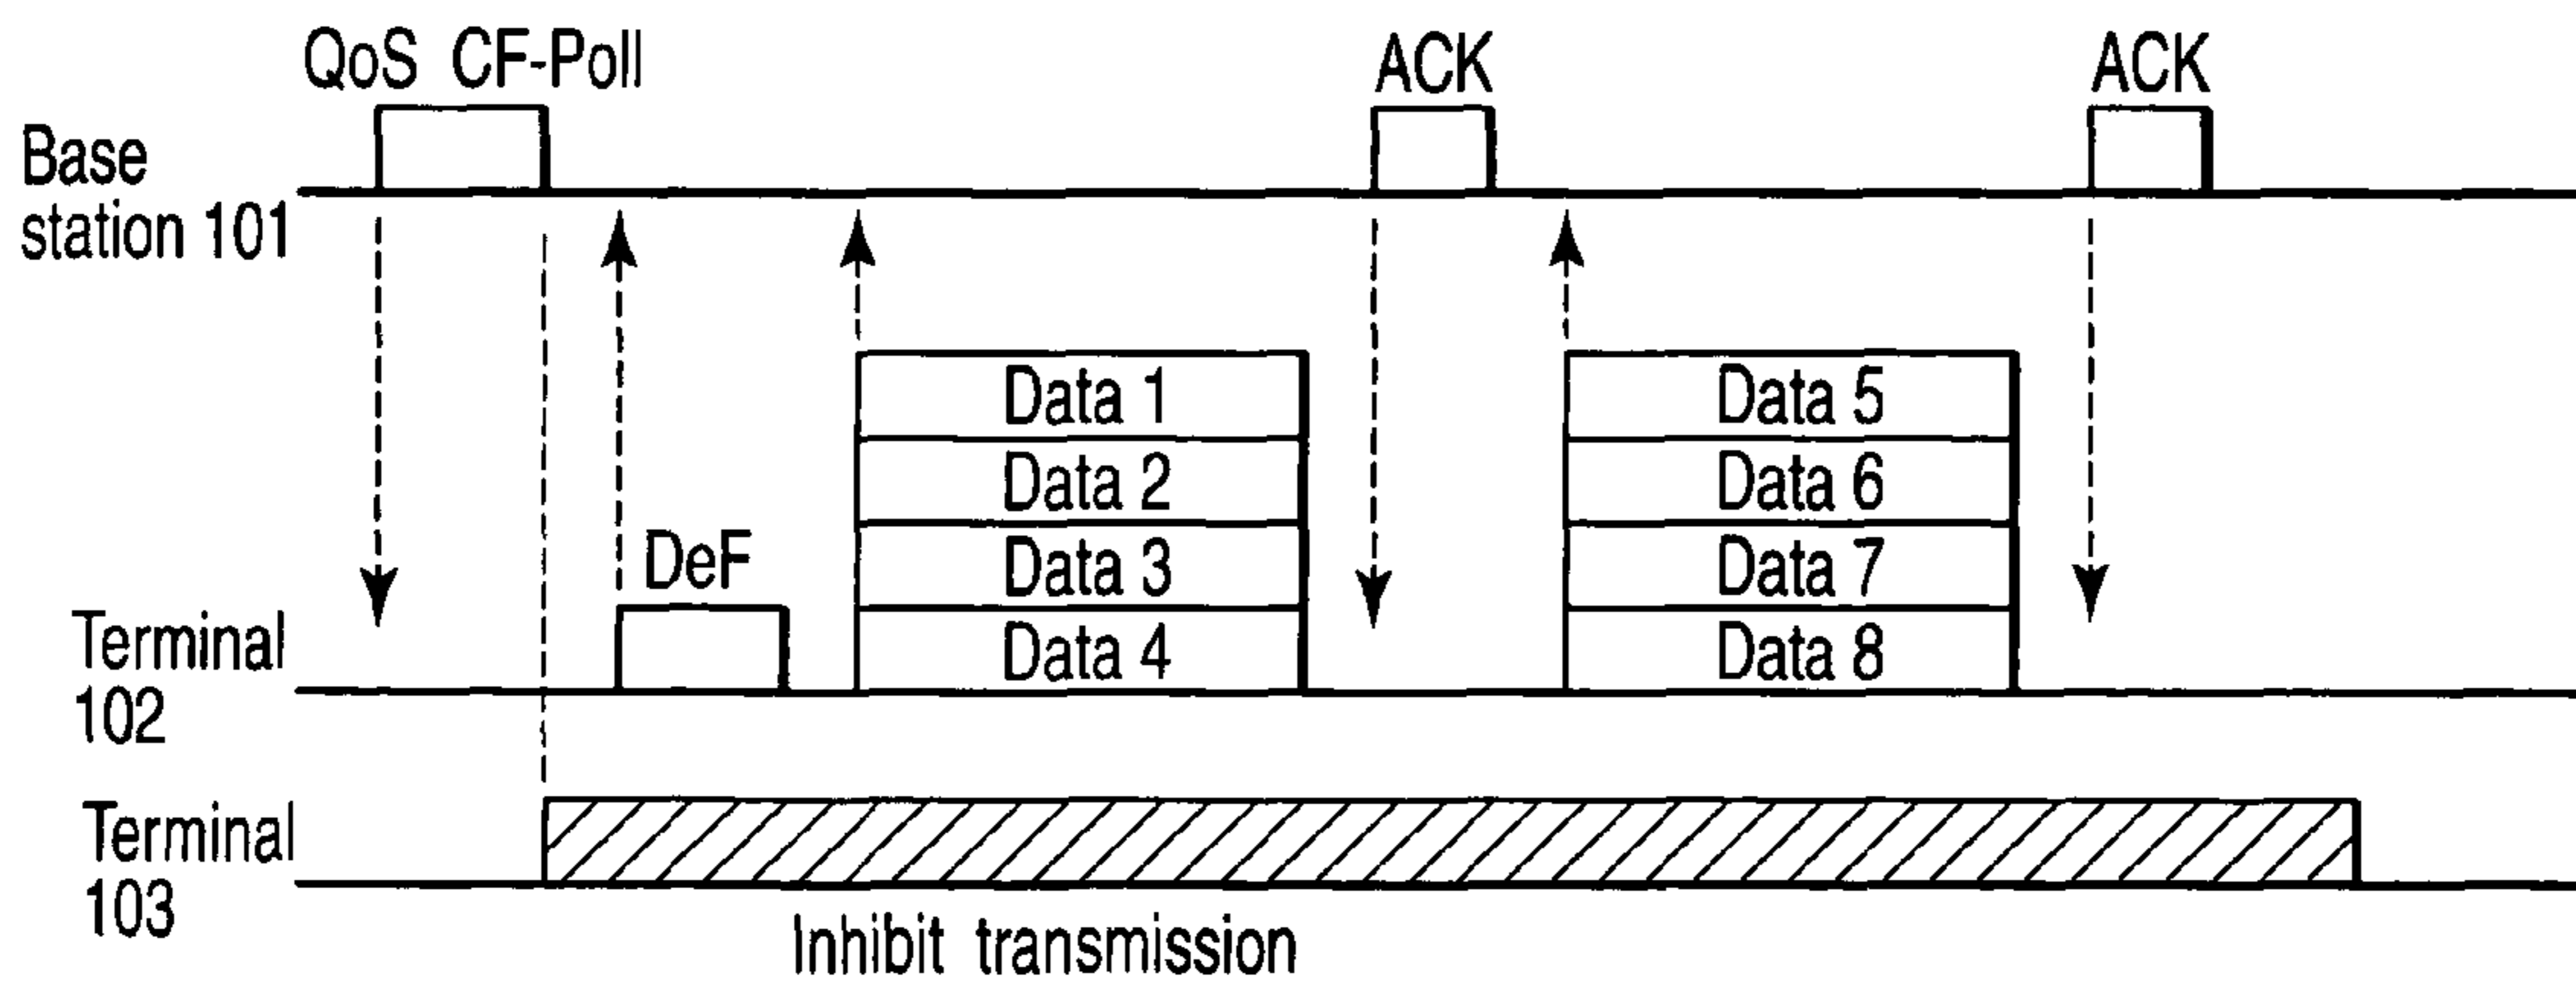 QoS CF-Poll
ACK
ACK
Base
station 101
Data 1
Data 5
Data 2
Data 6
DeF
Data 3
Data 7
Terminal
102
Data 4
Data 8
Terminal
103
Inhibit transmission